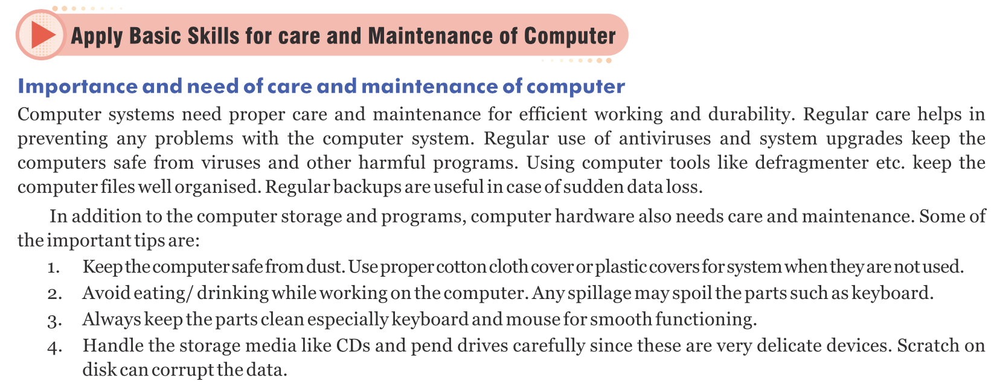 Apply Basic Skills for care and Maintenance of Computer
Importance and need of care and maintenance of computer
Computer systems need proper care and maintenance for efficient working and durability. Regular care helps in
preventing any problems with the computer system. Regular use of antiviruses and system upgrades keep the
computers safe from viruses and other harmful programs. Using computer tools like defragmenter etc. keep the
computer files well organised. Regular backups are useful in case of sudden data loss.
In addition to the computer storage and programs, computer hardware also needs care and maintenance. Some of
the important tips are:
1. Keep the computer safe from dust. Use proper cotton cloth cover or plastic covers for system when they are not used.
2. Avoid eating/ drinking while working on the computer. Any spillage may spoil the parts such as keyboard.
3. Always keep the parts clean especially keyboard and mouse for smooth functioning.
4. Handle the storage media like CDs and pend drives carefully since these are very delicate devices. Scratch on
disk can corrupt the data.